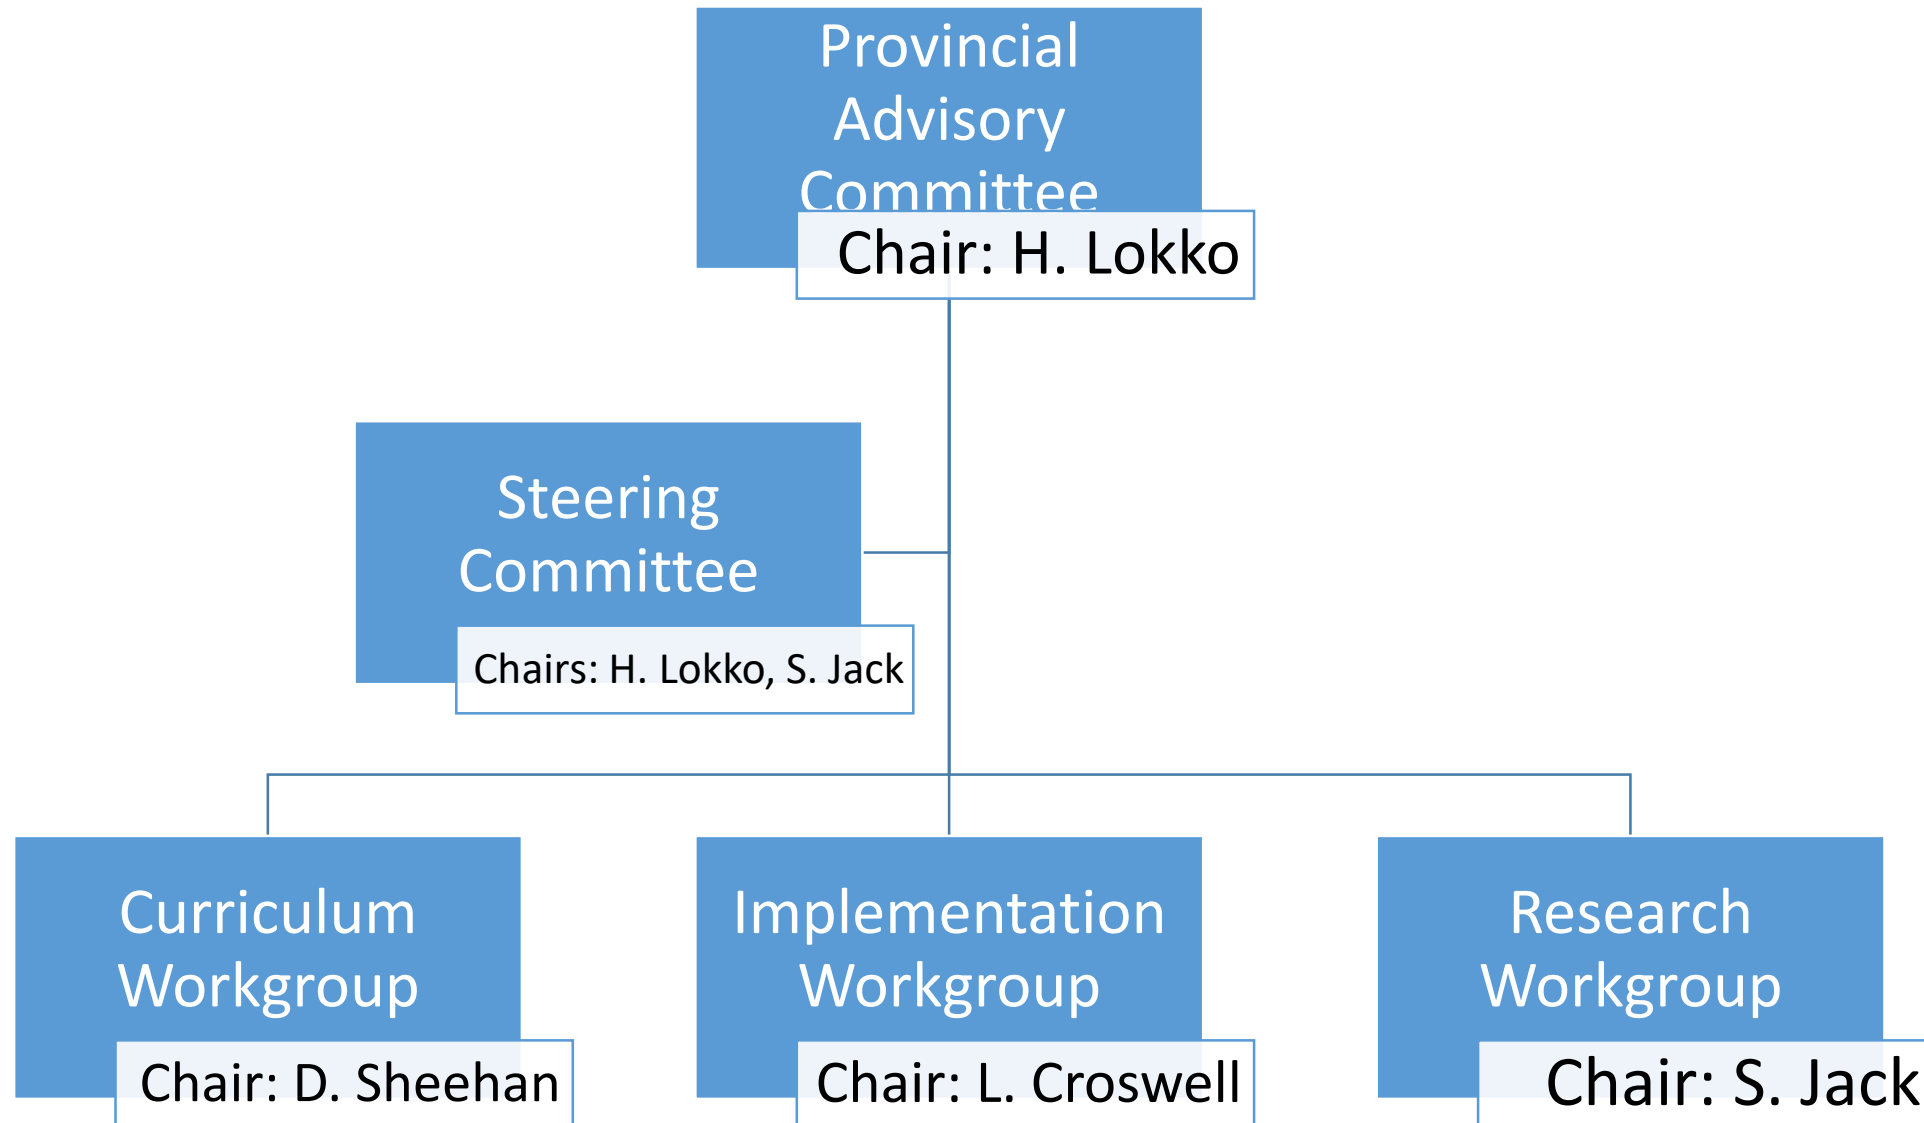 Provincial
Advisory
Committee
Chair: H. Lokko
Steering
Committee
Chairs: H. Lokko, S. Jack
Curriculum
Workgroup
Chair: D. Sheehan
Implementation
Workgroup
Chair: L. Croswell
Research
Workgroup
Chair: S. Jack